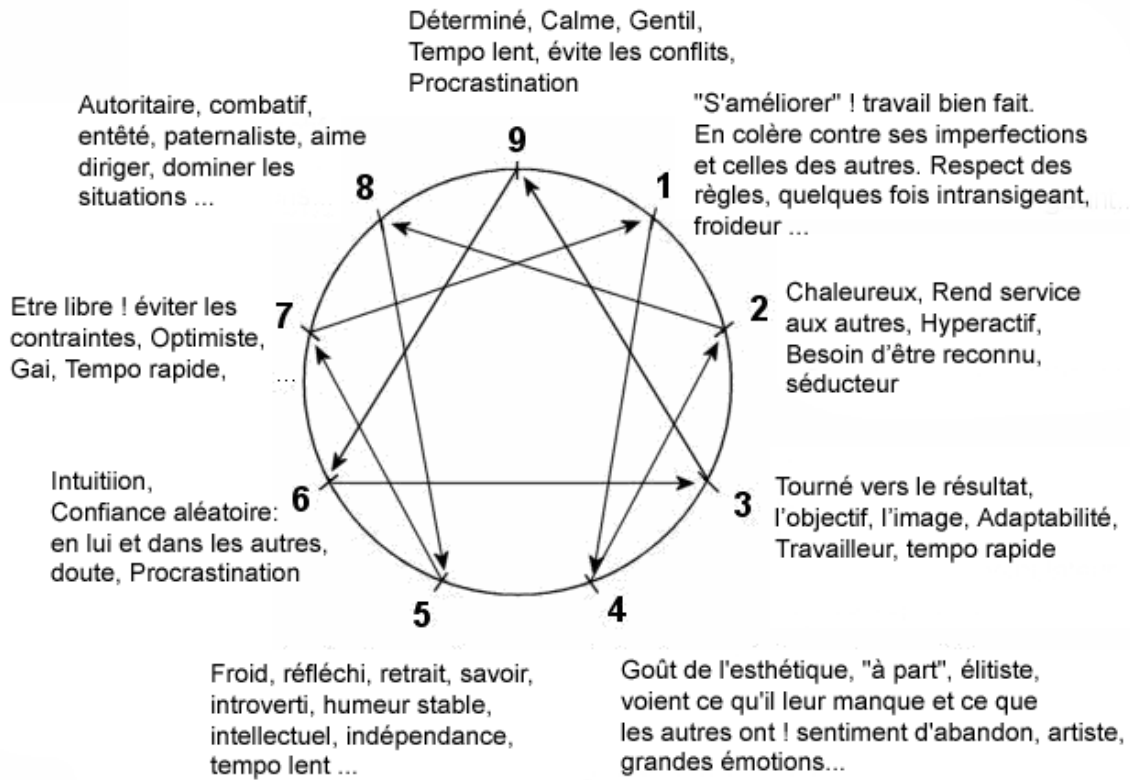 Déterminé, Calme, Gentil,
Tempo lent, évite les conflits,
Procrastination
9
"S'améliorer" ! travail bien fait.
En colère contre ses imperfections
et celles des autres. Respect des
règles, quelques fois intransigeant,
froideur ...
1
Chaleureux, Rend service
aux autres, Hyperactif,
Besoin d'être reconnu,
séducteur
2
Tourné vers le résultat,
l'objectif, l'image, Adaptabilité,
Travailleur, tempo rapide
3
Goût de l'esthétique, "à part", élitiste,
voient ce qu'il leur manque et ce que
les autres ont ! sentiment d'abandon, artiste,
grandes émotions...
4
Froid, réfléchi, retrait, savoir,
introverti, humeur stable,
intellectuel, indépendance,
tempo lent ...
5
Intuitiion,
Confiance aléatoire:
en lui et dans les autres,
doute, Procrastination
6
Etre libre ! éviter les
contraintes, Optimiste,
Gai, Tempo rapide, ...
7
Autoritaire, combatif,
entêté, paternaliste, aime
diriger, dominer les
situations ...
8